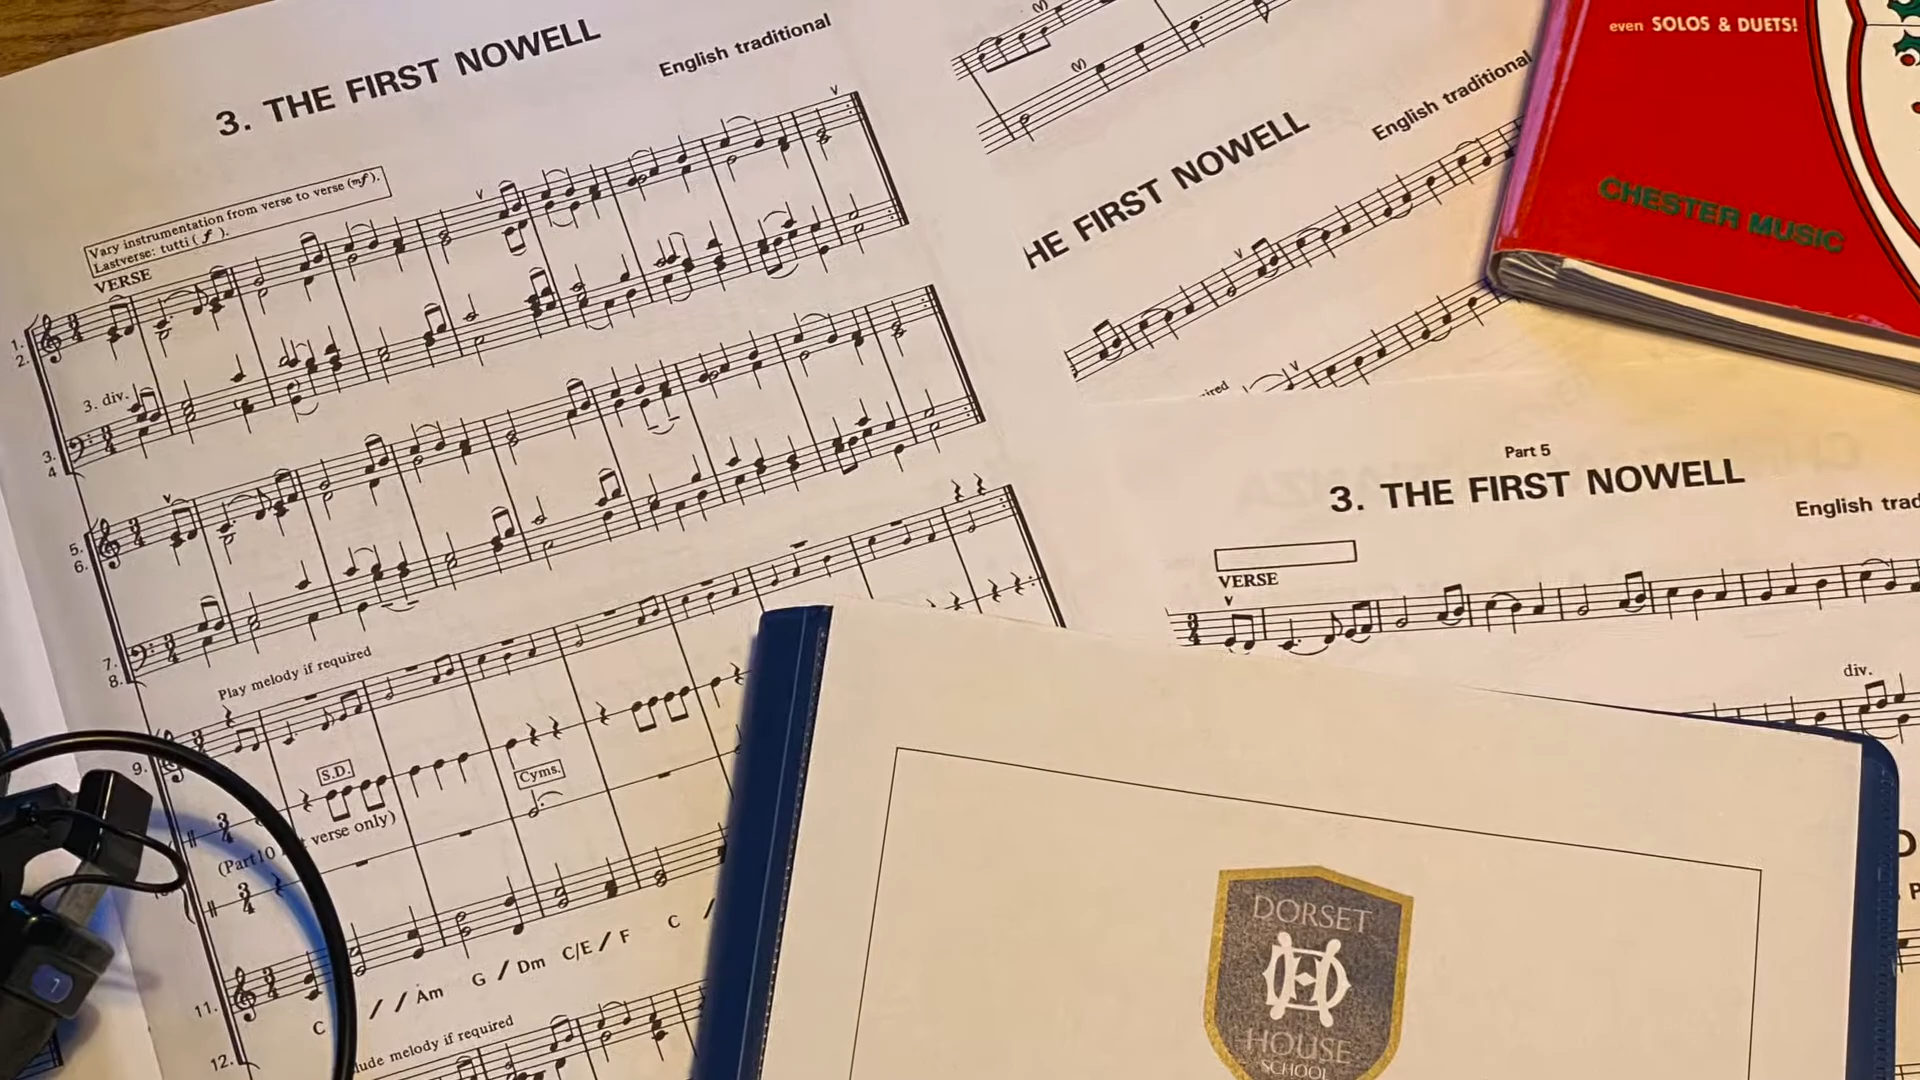 3. THE FIRST NOWELL
English traditional
Vary instrumentation from verse to verse (mf).
Lastverse: tutti (f).
VERSE
1.
2.
3. div.
3.
4
5.
6.
7.
8.
Play melody if required
9.
S.D.
Cyms.
(Part10 verse only)
11.
C / / Am G / Dm C/E / F C /
12.
lude melody if required
(V)
(V)
HE FIRST NOWELL
English traditional
ired
even SOLOS & DUETS!
CHESTER MUSIC
Part 5
3. THE FIRST NOWELL
English trad
VERSE
div.
DORSET
HOUSE
SCHOOL